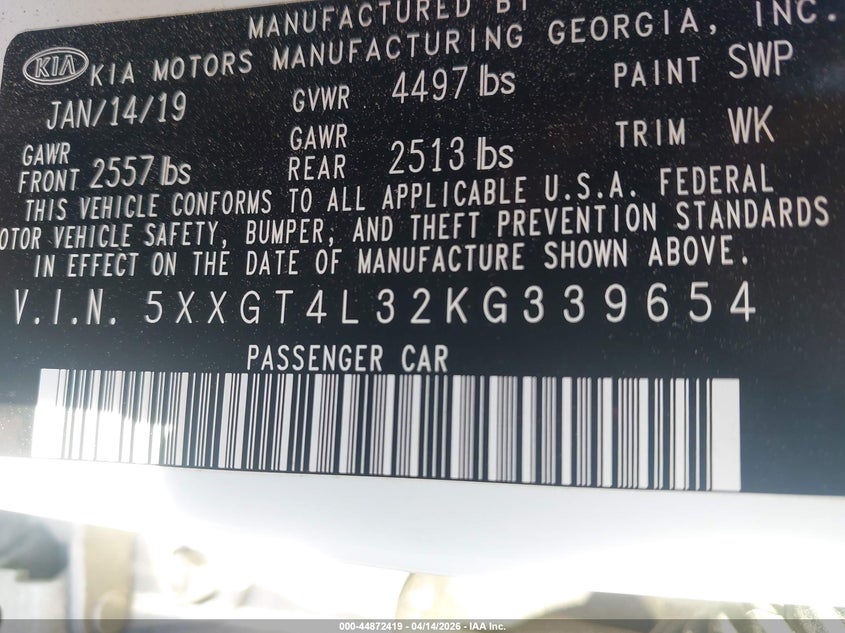 MANUFACTURED BY
KIA KIA MOTORS MANUFACTURING GEORGIA, INC.
JAN/14/19 GVWR 4497 lbs PAINT SWP
GAWR FRONT 2557 lbs GAWR REAR 2513 lbs TRIM WK
THIS VEHICLE CONFORMS TO ALL APPLICABLE U.S.A. FEDERAL
OTOR VEHICLE SAFETY, BUMPER, AND THEFT PREVENTION STANDARDS
IN EFFECT ON THE DATE OF MANUFACTURE SHOWN ABOVE.
V.I.N. 5XXGT4L32KG339654
PASSENGER CAR
000-44872419 - 04/14/2026 - IAA Inc.